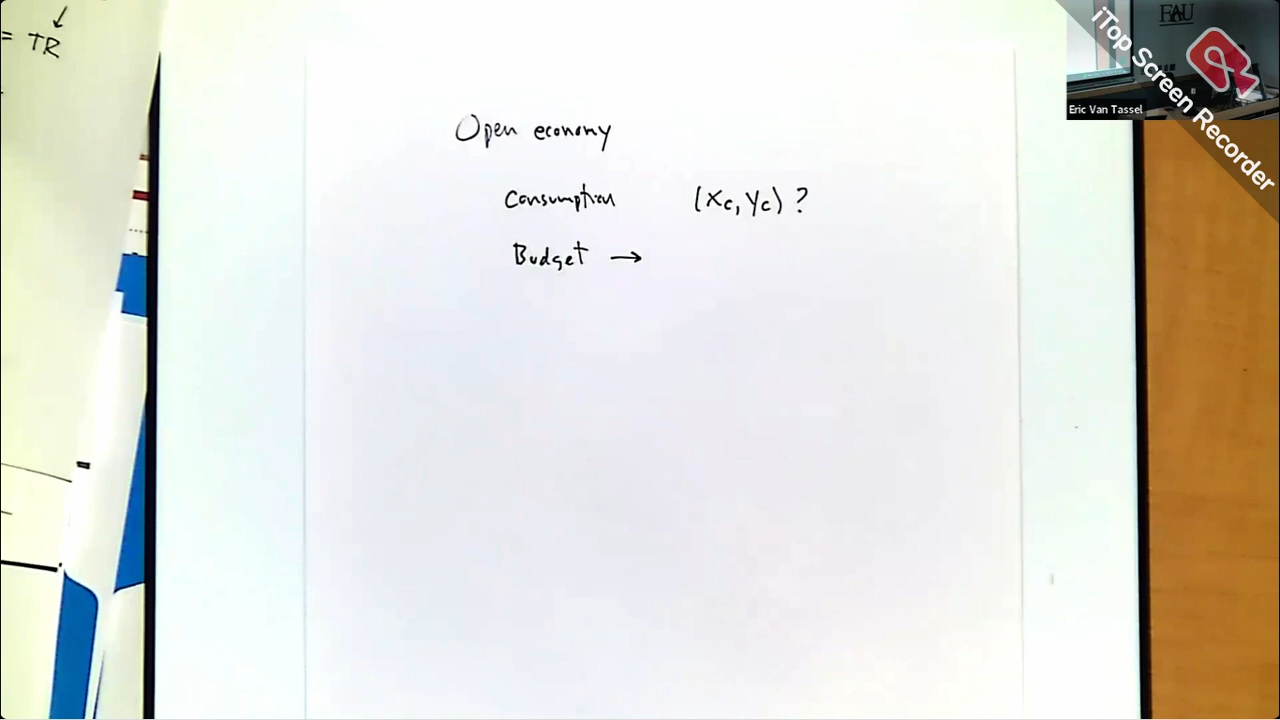 = TR
Open economy
Consumption (Xc, Yc) ?
Budget →
FAU
Eric Van Tassel
iTop Screen Recorder